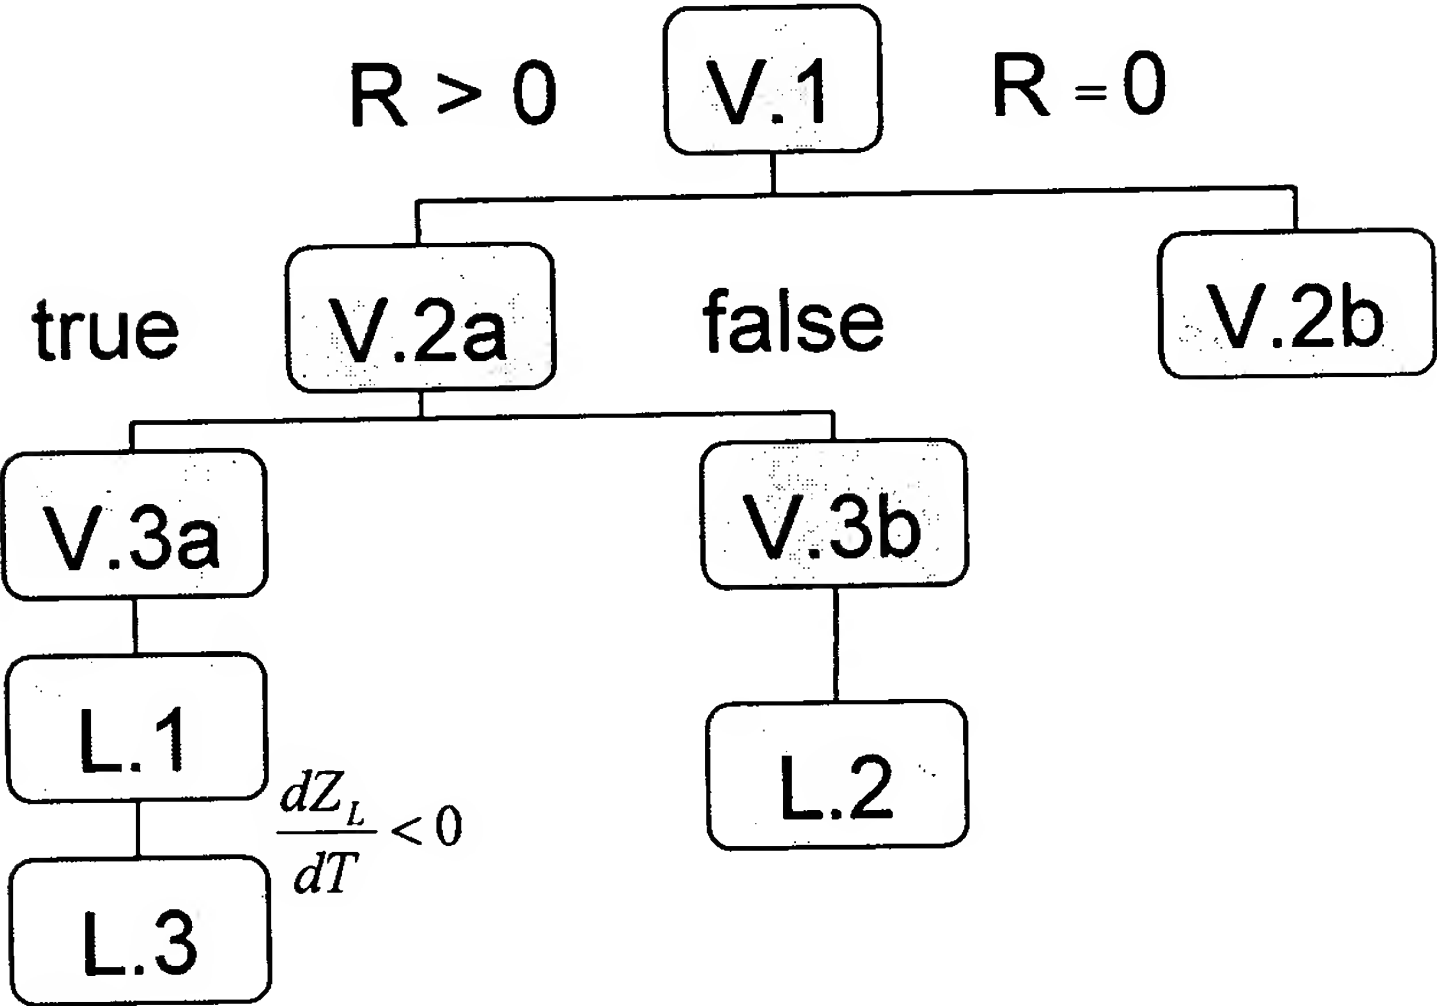 R > 0
V.1
R = 0
true
V.2a
false
V.2b
V.3a
V.3b
L.1
L.2
dZ_L/dT < 0
L.3